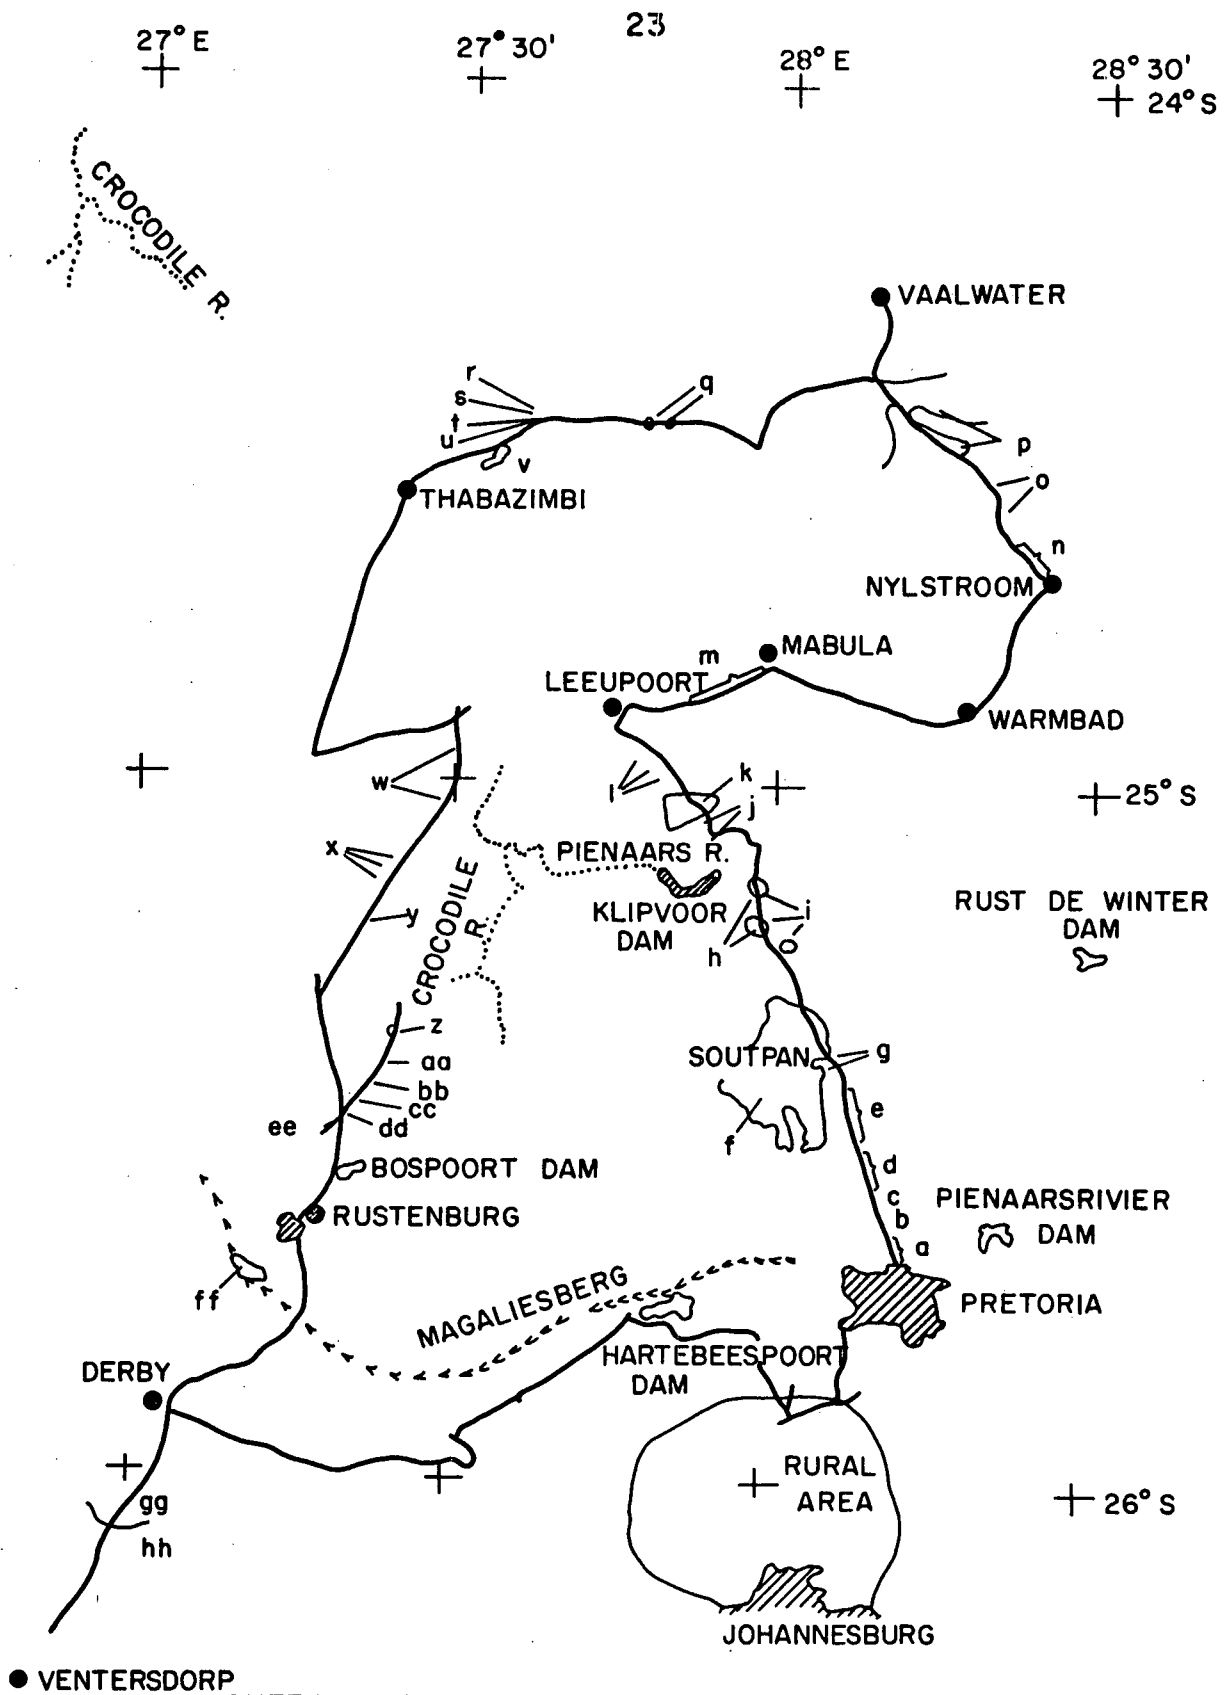 23
27° E
27° 30'
28° E
28° 30'
24° S
CROCODILE R.
VAALWATER
r
s
t
u
q
p
v
o
THABAZIMBI
n
NYLSTROOM
m
MABULA
LEEUPOORT
WARMBAD
w
k
l
j
25° S
x
PIENAARS R.
CROCODILE R.
y
KLIPVOOR
DAM
i
h
RUST DE WINTER
DAM
z
SOUTPAN
g
aa
bb
cc
dd
ee
e
f
d
BOSPOORT DAM
c
b
a
PIENAARSRIVIER
DAM
RUSTENBURG
ff
MAGALIESBERG
PRETORIA
HARTEBEESPOORT
DAM
DERBY
RURAL
AREA
gg
hh
26° S
JOHANNESBURG
VENTERSDORP